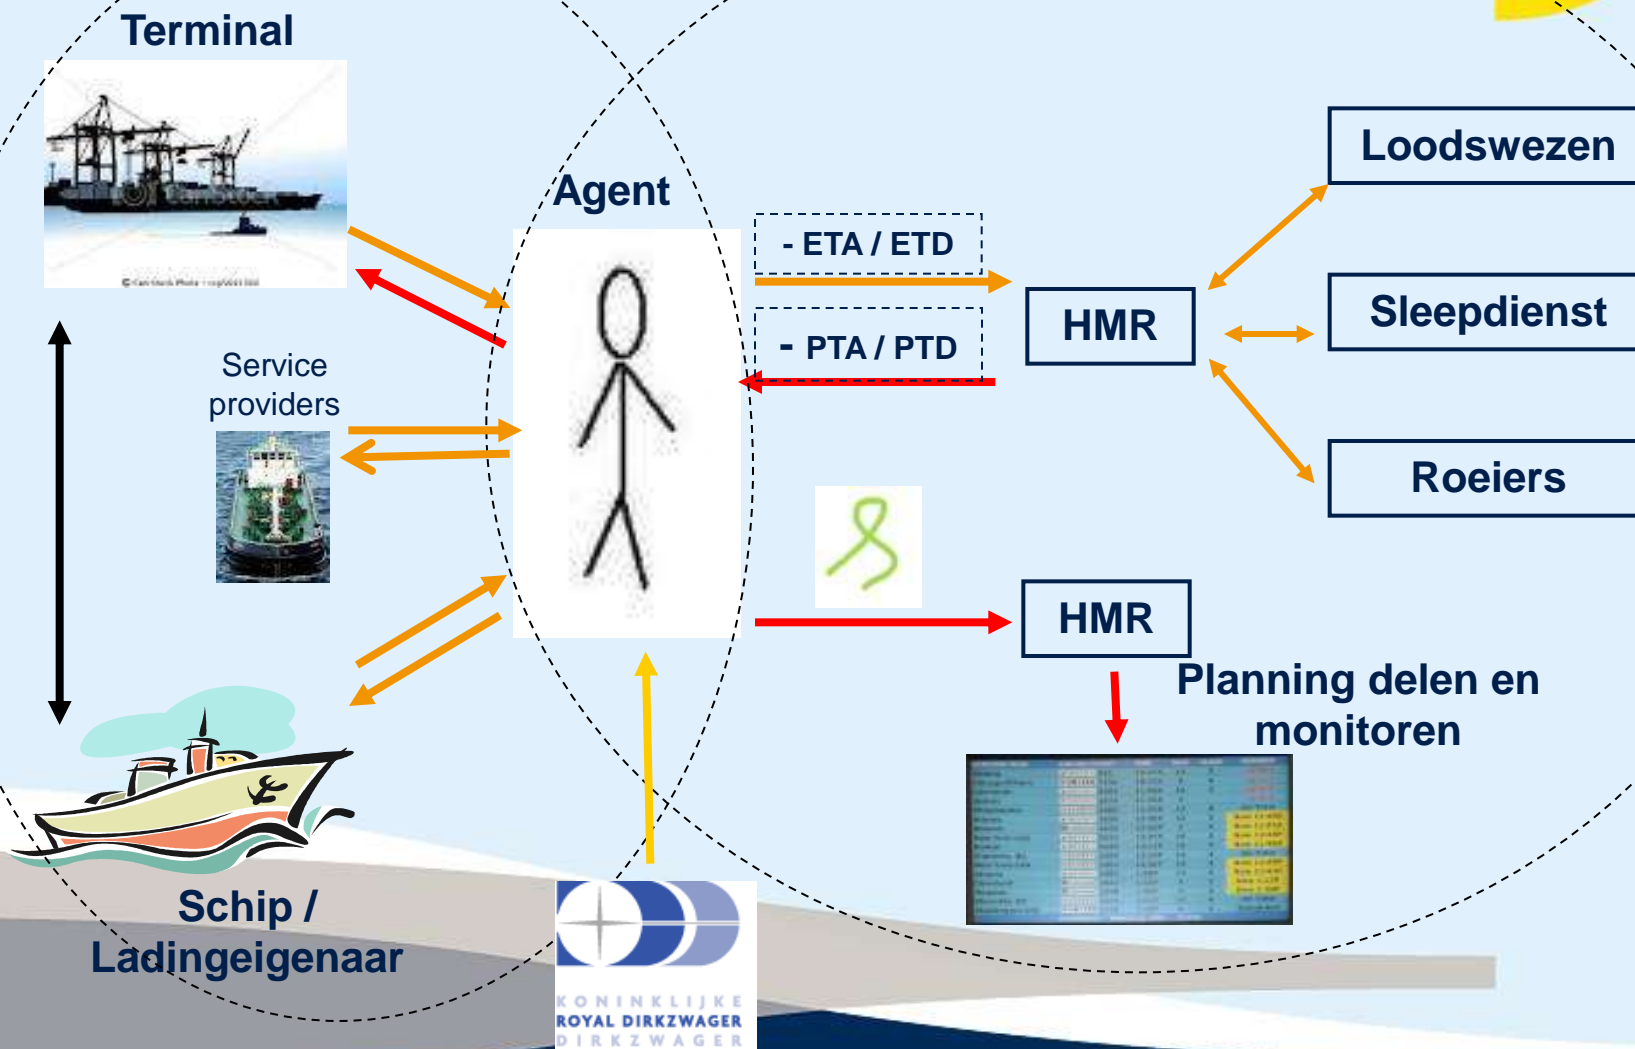 Terminal
Agent
Loodswezen
- ETA / ETD
Sleepdienst
HMR
- PTA / PTD
Service
providers
Roeiers
HMR
Planning delen en
monitoren
Schip /
Ladingeigenaar
KONINKLIJKE
ROYAL DIRKZWAGER
DIRKZWAGER